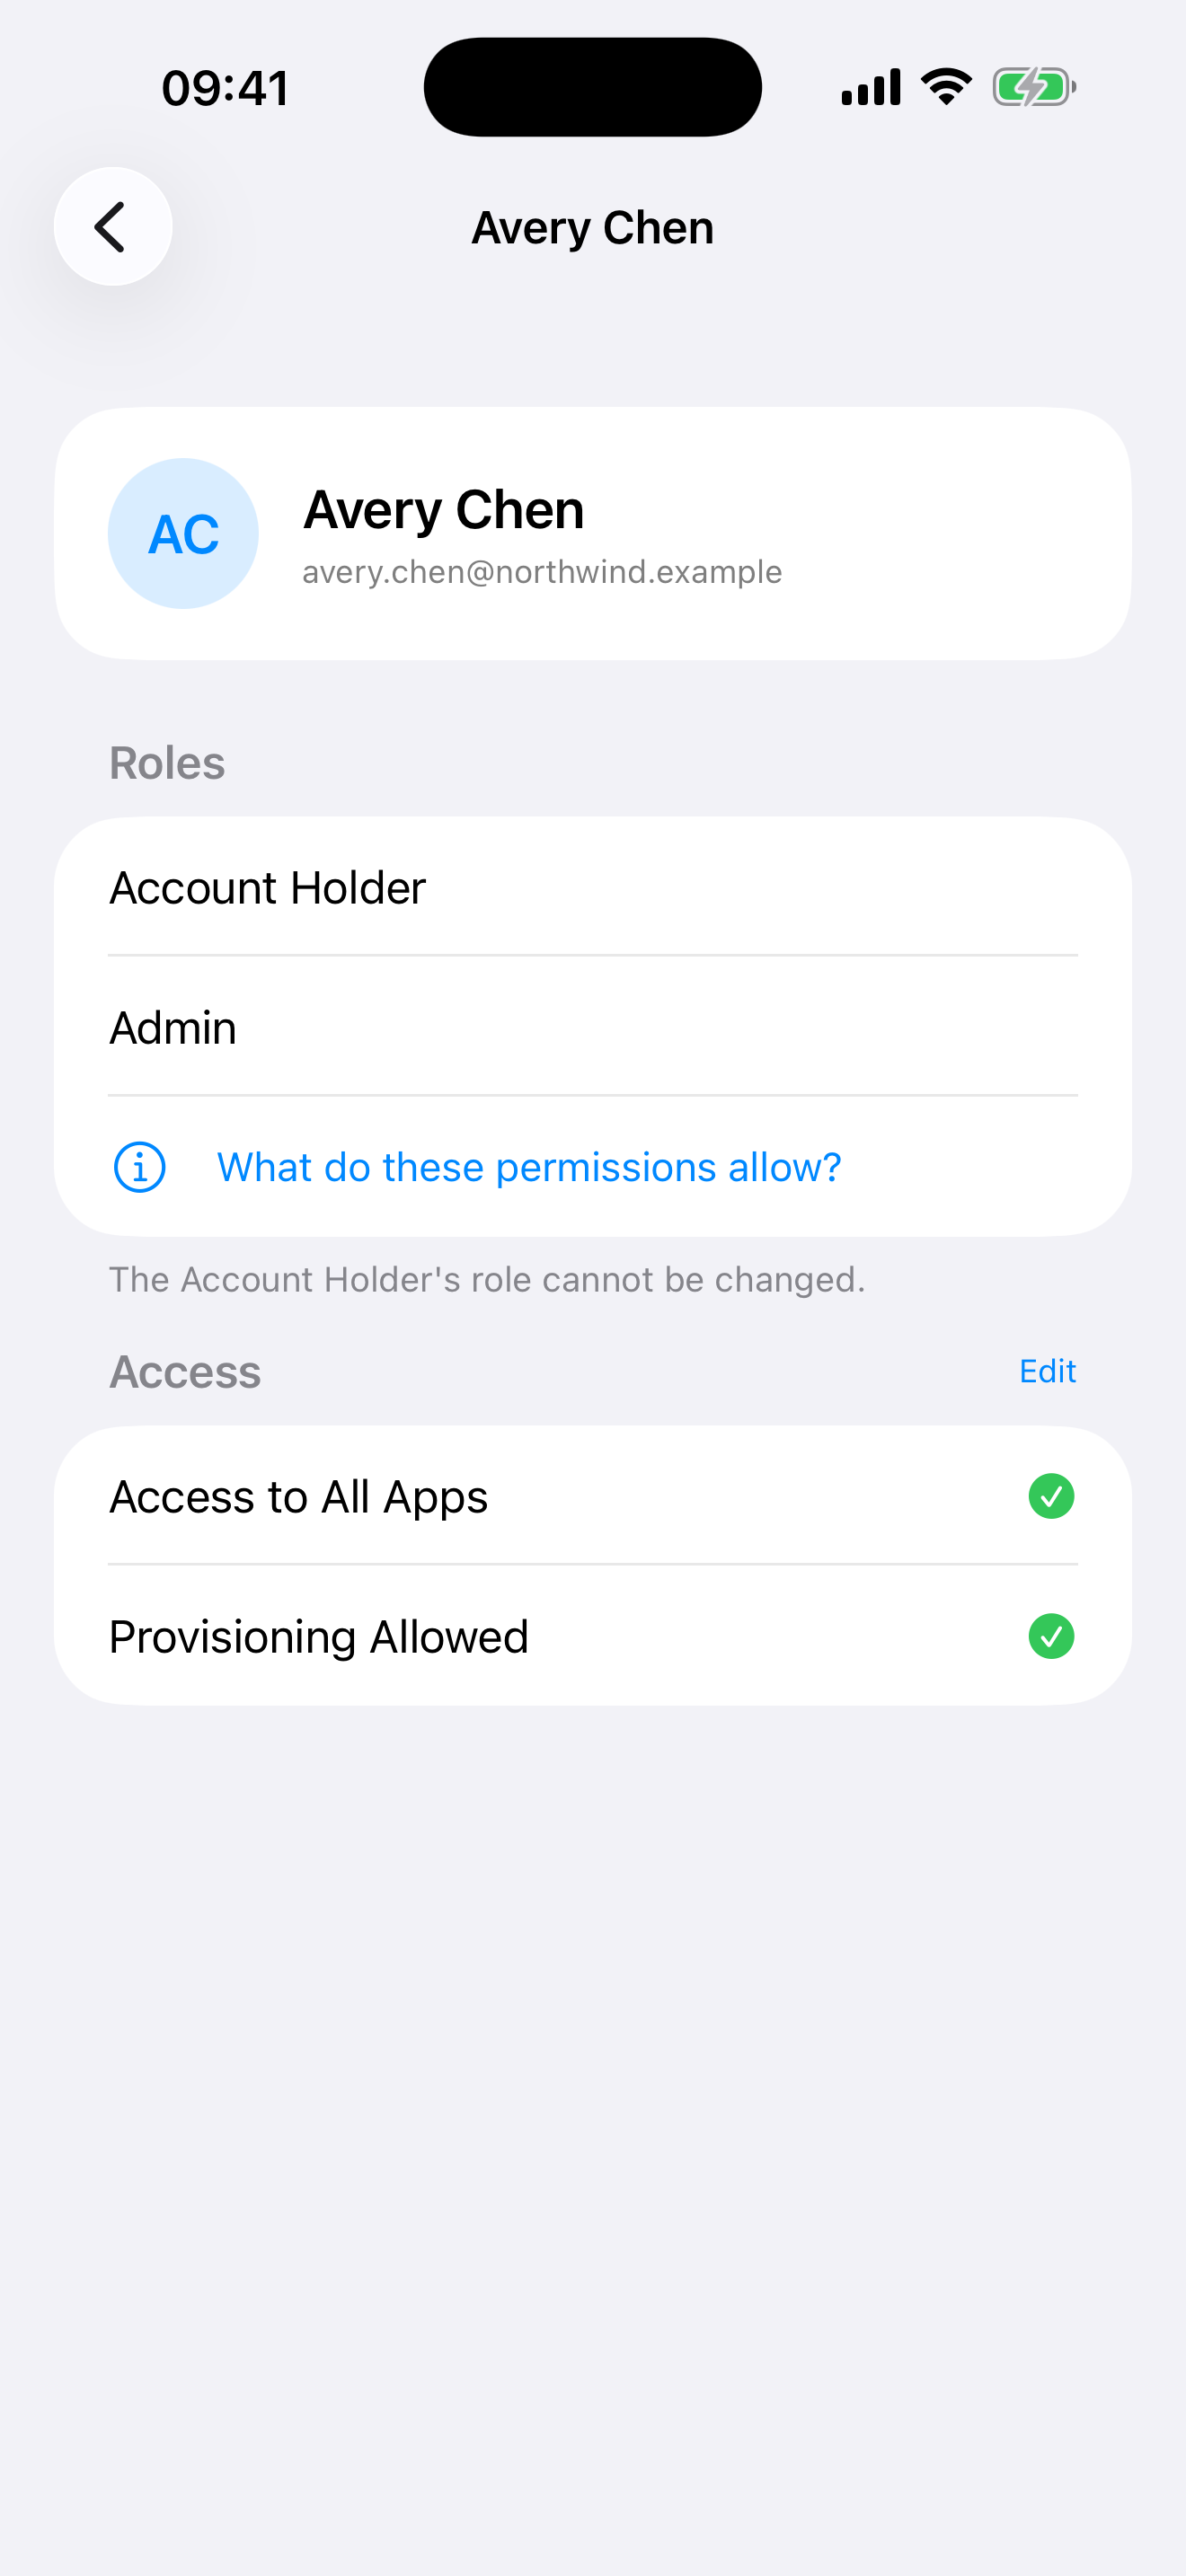 09:41
Avery Chen
AC
Avery Chen
avery.chen@northwind.example
Roles
Account Holder
Admin
What do these permissions allow?
The Account Holder's role cannot be changed.
Access
Edit
Access to All Apps
Provisioning Allowed